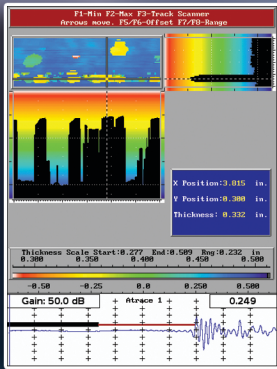 F1-Min F2-Max F3-Track Scanner
Arrows move. F5/F6-Offset F7/F8-Range
X Position:3.815 in.
Y Position:0.300 in.
Thickness: 0.332 in.
Thickness Scale Start:0.277 End:0.509 Rng:0.232 in
0.300 0.350 0.400 0.450 0.500
-0.50 -0.25 0.0 0.250 0.500
Gain: 50.0 dB Atrace 1 0.249